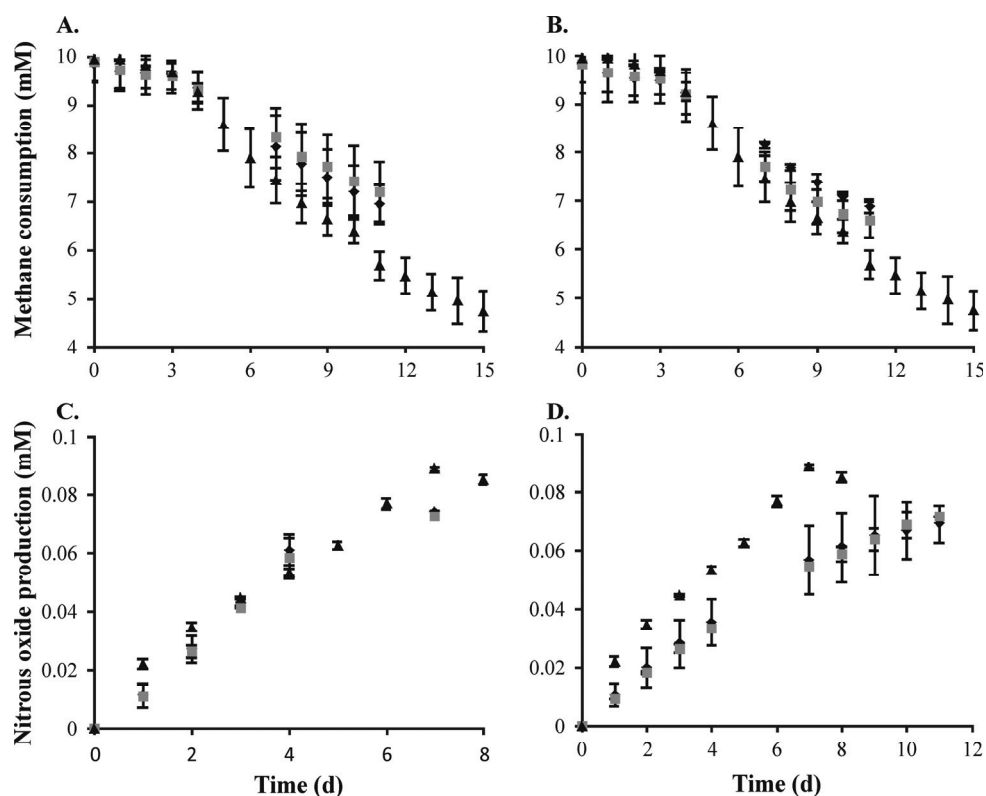 A.
B.
Methane consumption (mM)
10
9
8
7
6
5
4
0 3 6 9 12 15
10
9
8
7
6
5
4
0 3 6 9 12 15
C.
D.
Nitrous oxide production (mM)
0.1
0.08
0.06
0.04
0.02
0
0 2 4 6 8
Time (d)
0.1
0.08
0.06
0.04
0.02
0
0 2 4 6 8 10 12
Time (d)